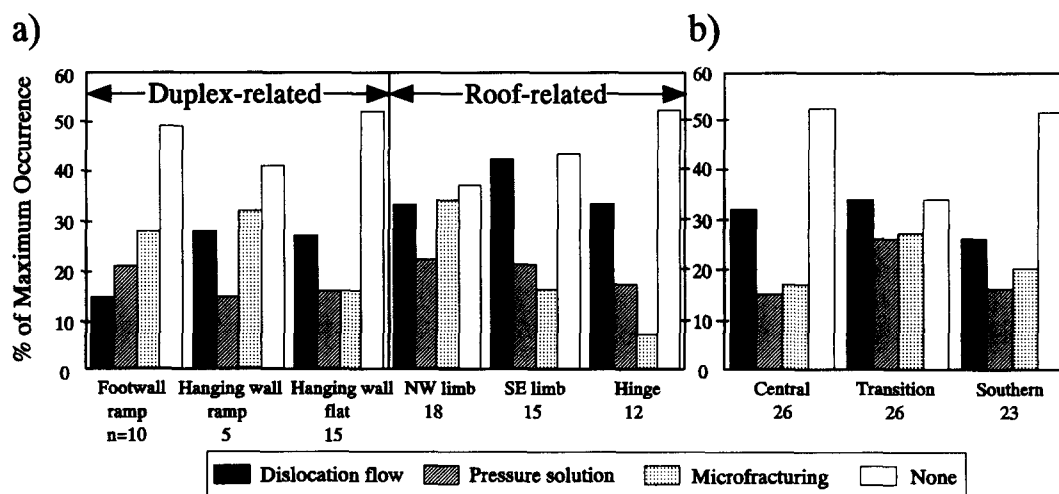 a)
b)
% of Maximum Occurrence
60
50
40
30
20
10
0
Duplex-related
Roof-related
60
50
40
30
20
10
0
Footwall ramp n=10
Hanging wall ramp 5
Hanging wall flat 15
NW limb 18
SE limb 15
Hinge 12
Central 26
Transition 26
Southern 23
Dislocation flow
Pressure solution
Microfracturing
None